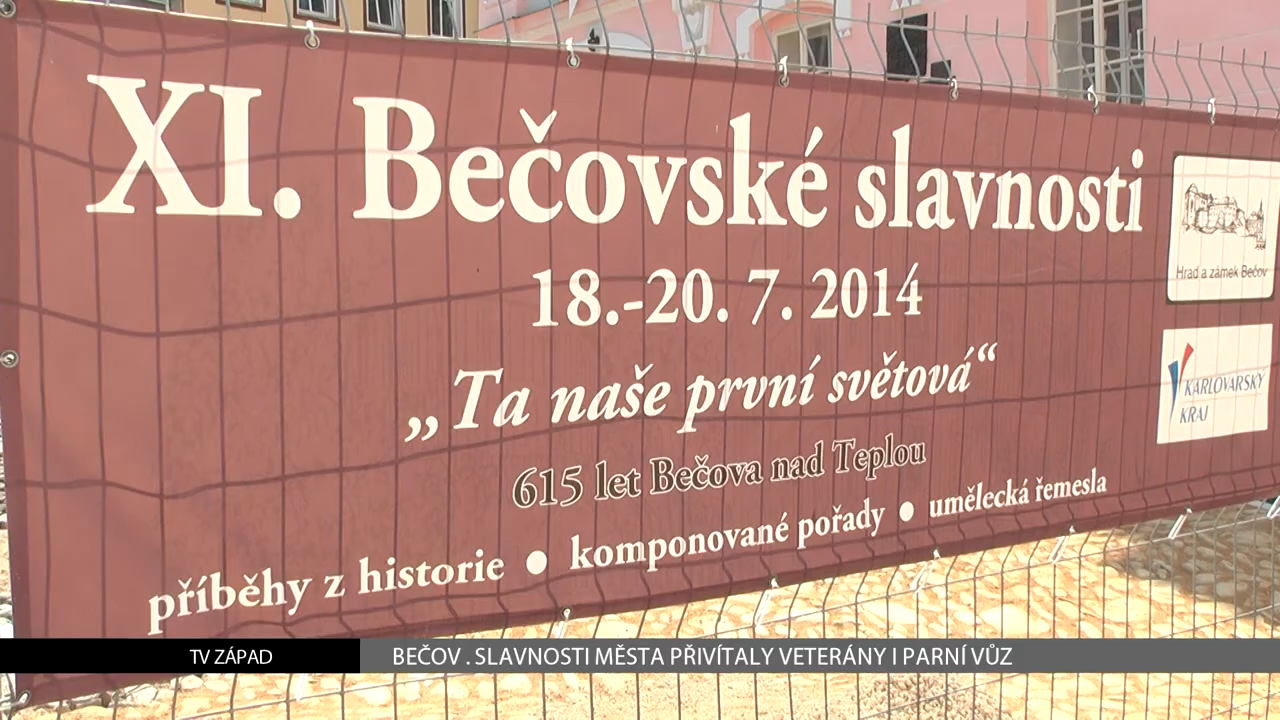 XI. Bečovské slavnosti
18.-20. 7. 2014
„Ta naše první světová“
615 let Bečova nad Teplou
příběhy z historie ● komponované pořady ● umělecká řemesla
Hrad a zámek Bečov
KARLOVARSKÝ
KRAJ
TV ZÁPAD
BEČOV . SLAVNOSTI MĚSTA PŘIVÍTALY VETERÁNY I PARNÍ VŮZ